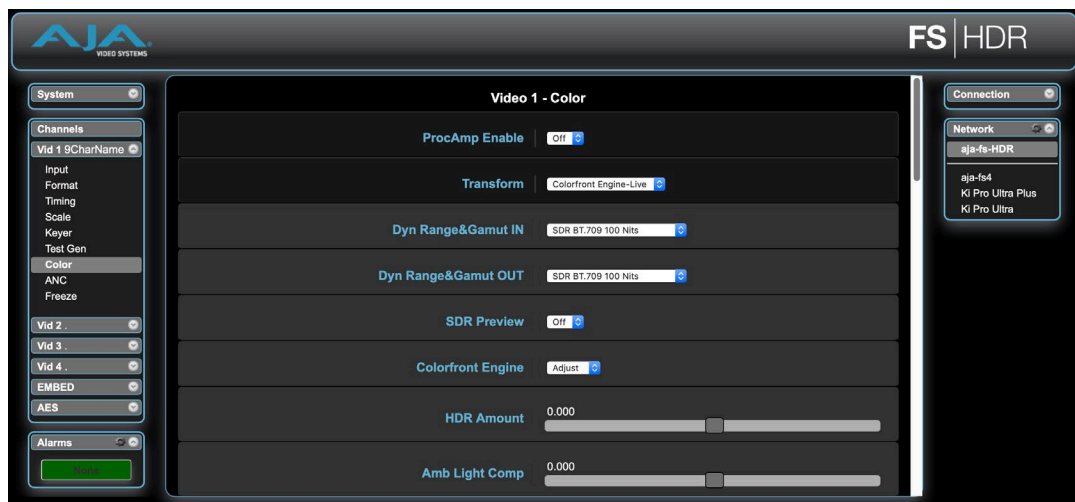 AJA
VIDEO SYSTEMS
FS|HDR
System
Channels
Vid 1 9CharName
Input
Format
Timing
Scale
Keyer
Test Gen
Color
ANC
Freeze
Vid 2 .
Vid 3 .
Vid 4 .
EMBED
AES
Alarms
None
Video 1 - Color
ProcAmp Enable Off
Transform Colorfront Engine-Live
Dyn Range&Gamut IN SDR BT.709 100 Nits
Dyn Range&Gamut OUT SDR BT.709 100 Nits
SDR Preview Off
Colorfront Engine Adjust
HDR Amount 0.000
Amb Light Comp 0.000
Connection
Network
aja-fs-HDR
aja-fs4
Ki Pro Ultra Plus
Ki Pro Ultra